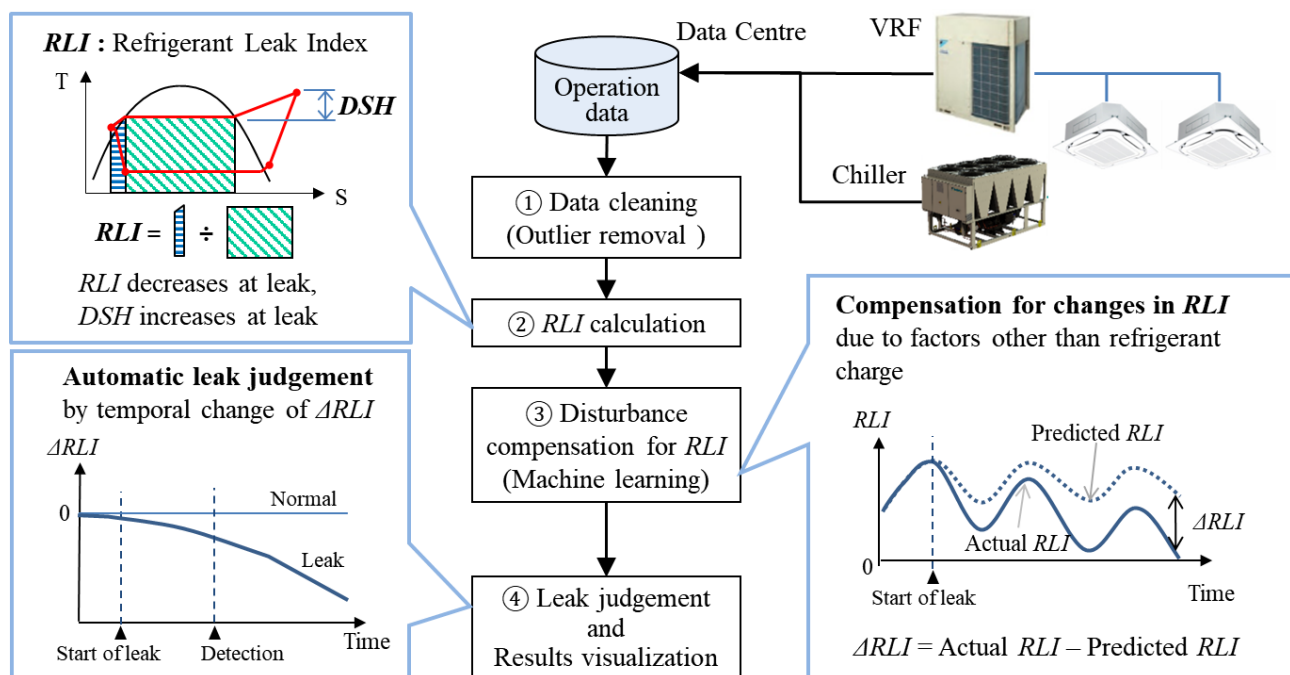 RLI : Refrigerant Leak Index
T
DSH
S
RLI = ÷
RLI decreases at leak,
DSH increases at leak
Data Centre
VRF
Operation
data
Chiller
① Data cleaning
(Outlier removal )
② RLI calculation
③ Disturbance
compensation for RLI
(Machine learning)
④ Leak judgement
and
Results visualization
Automatic leak judgement
by temporal change of ΔRLI
ΔRLI
Normal
0
Leak
Time
Start of leak
Detection
Compensation for changes in RLI
due to factors other than refrigerant
charge
RLI
Predicted RLI
ΔRLI
Actual RLI
0
Time
Start of leak
ΔRLI = Actual RLI – Predicted RLI